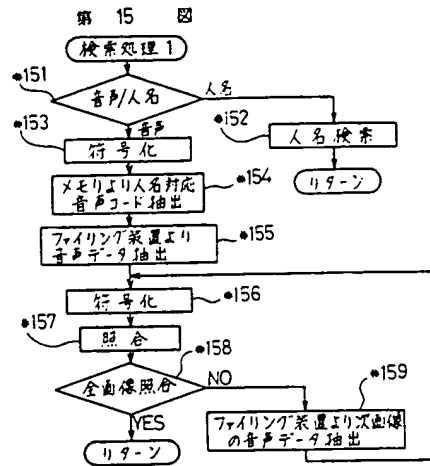 第 15 図
検索処理1
*151
音声/人名
人名
音声
*152
人名検索
リターン
*153
符号化
*154
メモリより人名対応
音声コード抽出
*155
ファイリング装置より
音声データ抽出
*156
符号化
*157
照合
*158
全画像照合
NO
YES
*159
ファイリング装置より次画像
の音声データ抽出
リターン